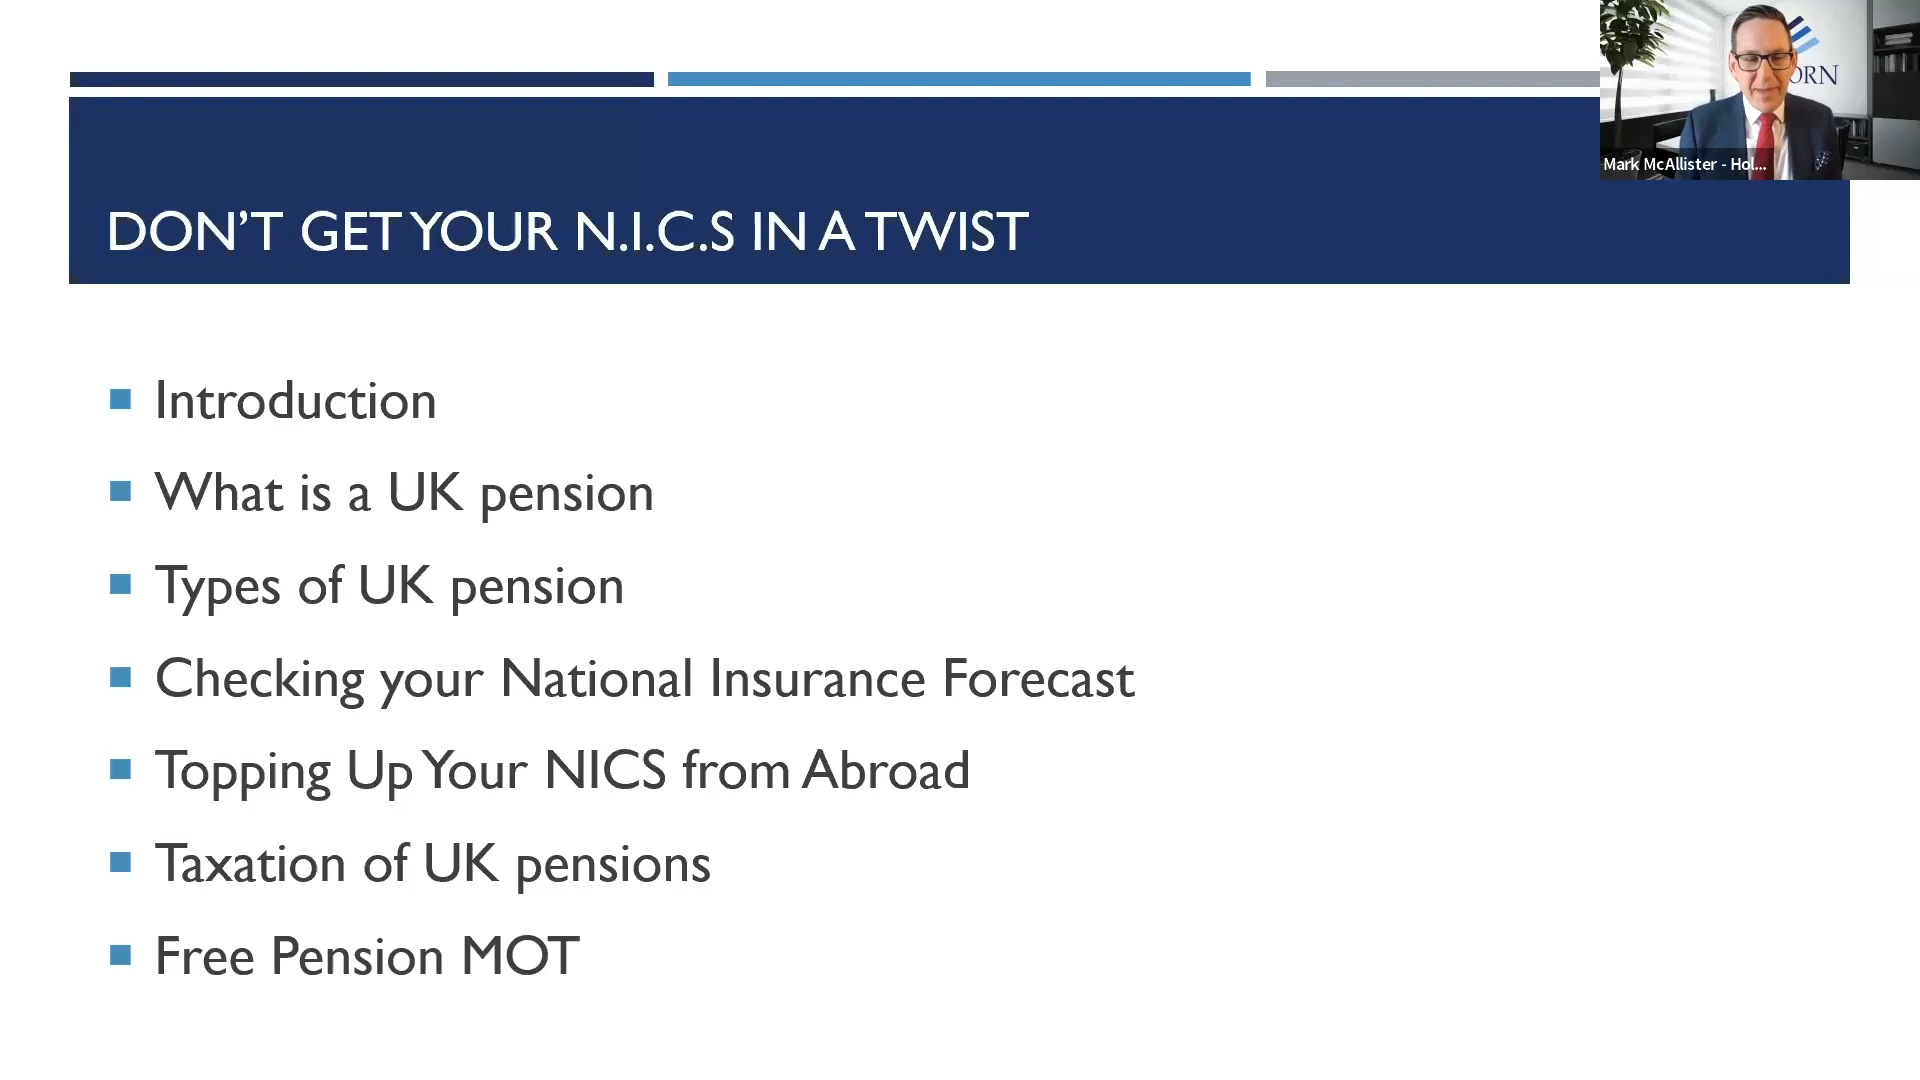 DON'T GET YOUR N.I.C.S IN A TWIST
ORN
Mark McAllister - Hol...
Introduction
What is a UK pension
Types of UK pension
Checking your National Insurance Forecast
Topping Up Your NICS from Abroad
Taxation of UK pensions
Free Pension MOT